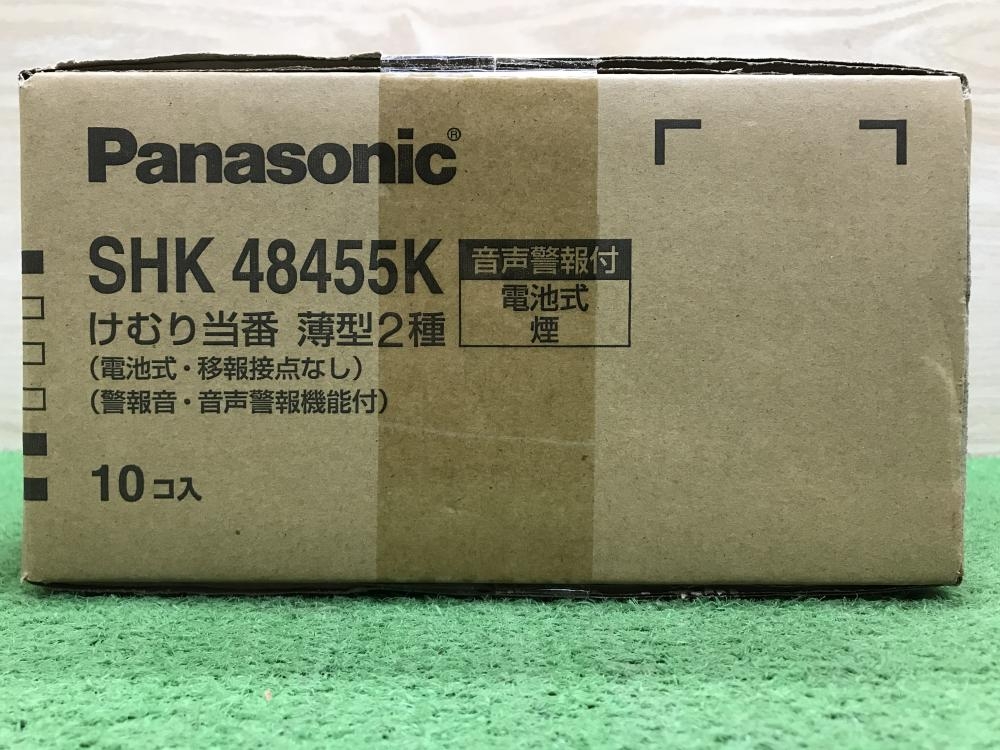 Panasonic®
SHK 48455K
音声警報付
電池式
煙
けむり当番 薄型2種
(電池式・移報接点なし)
(警報音・音声警報機能付)
10コ入